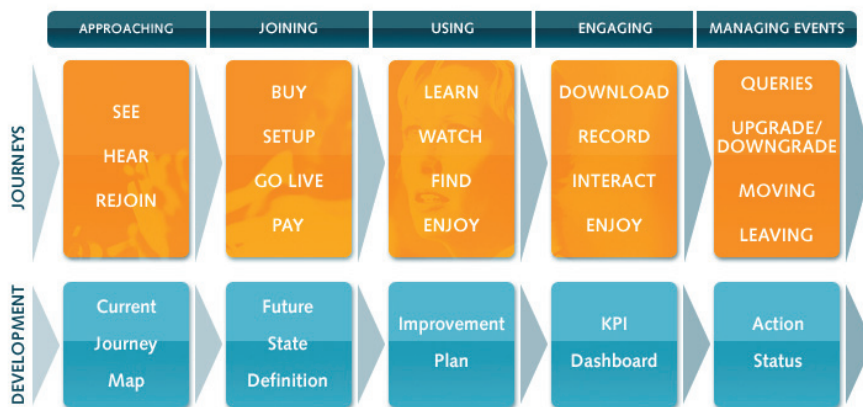 APPROACHING
JOINING
USING
ENGAGING
MANAGING EVENTS
JOURNEYS
SEE
HEAR
REJOIN
BUY
SETUP
GO LIVE
PAY
LEARN
WATCH
FIND
ENJOY
DOWNLOAD
RECORD
INTERACT
ENJOY
QUERIES
UPGRADE/
DOWNGRADE
MOVING
LEAVING
DEVELOPMENT
Current
Journey
Map
Future
State
Definition
Improvement
Plan
KPI
Dashboard
Action
Status